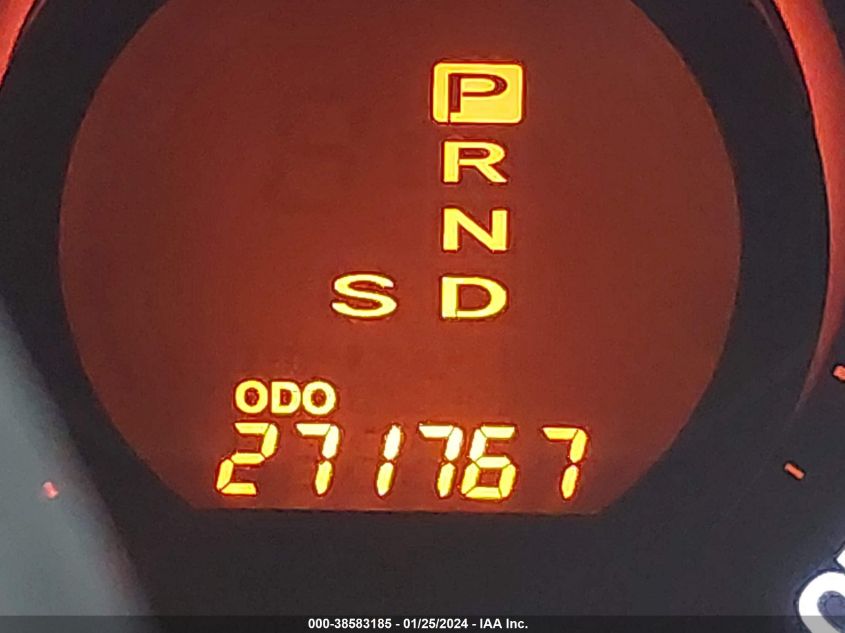 P
R
N
S D
ODO
271767
000-38583185 - 01/25/2024 - IAA Inc.